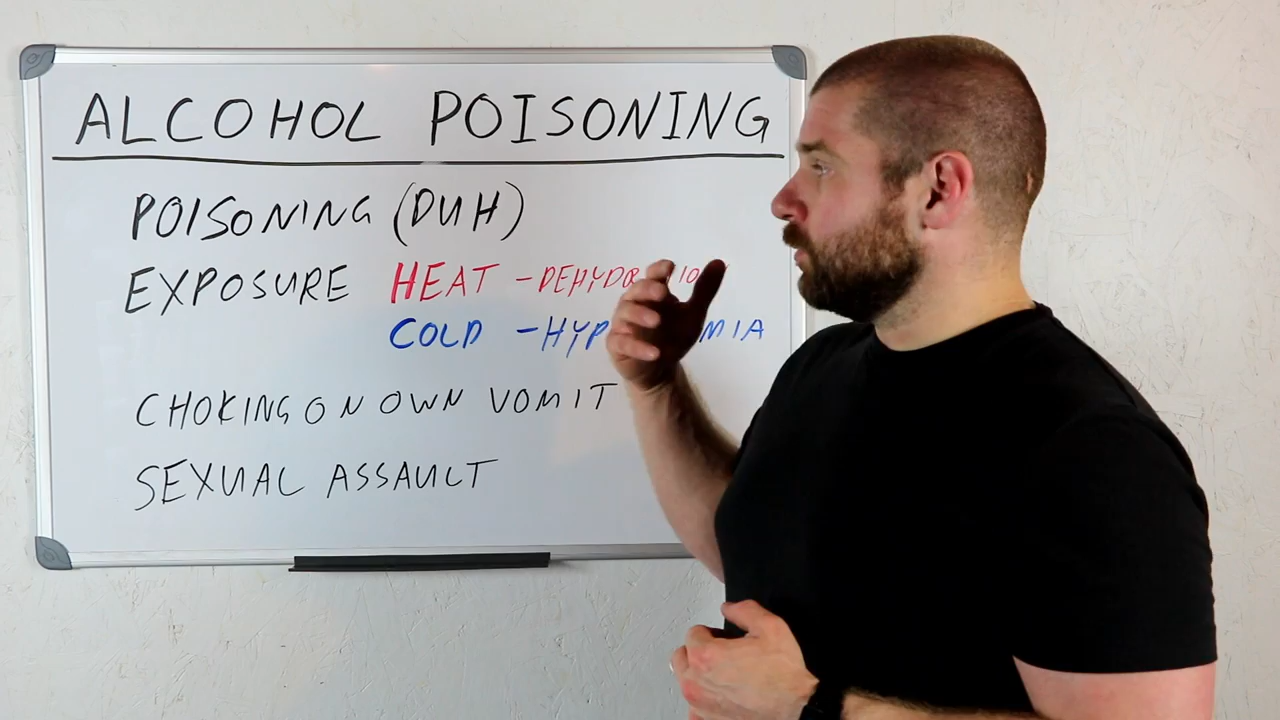 ALCOHOL POISONING
POISONING (DUH)
EXPOSURE HEAT -
COLD -
CHOKING ON OWN VOMIT
SEXUAL ASSAULT